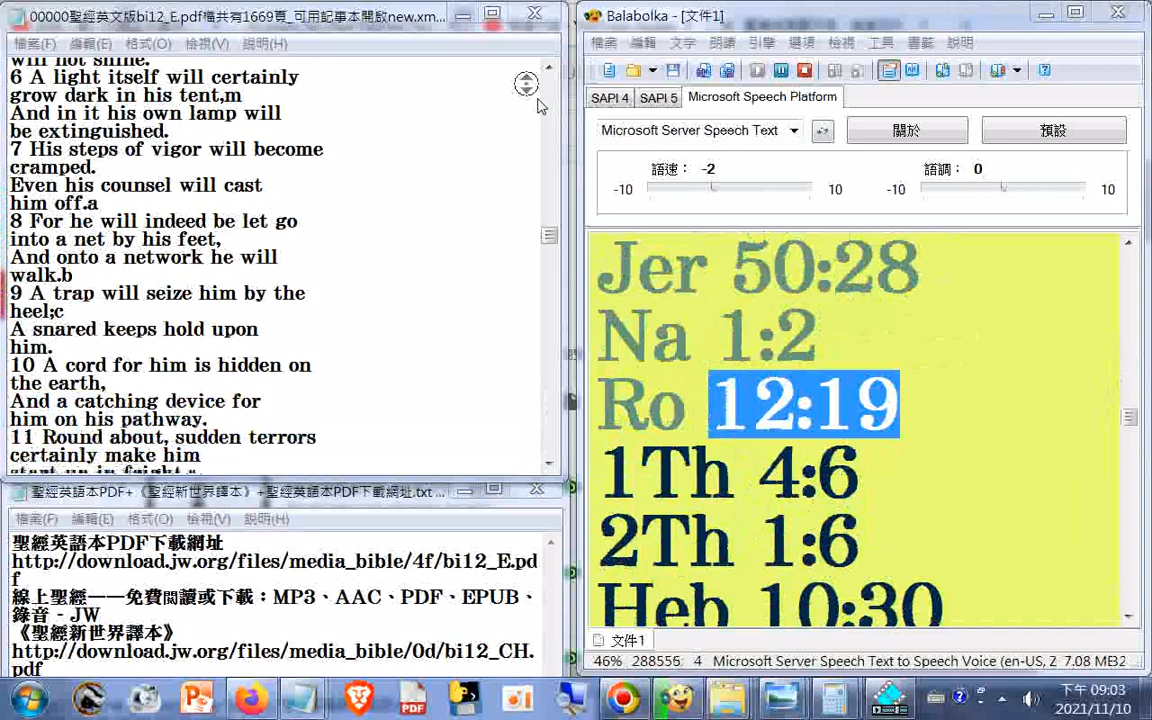 00000聖經英文版bi12_E.pdf檔共有1669頁_可用記事本開啟new.xm...
檔案(F) 編輯(E) 格式(O) 檢視(V) 說明(H)
will not shine.
6 A light itself will certainly
grow dark in his tent,m
And in it his own lamp will
be extinguished.
7 His steps of vigor will become
cramped.
Even his counsel will cast
him off.a
8 For he will indeed be let go
into a net by his feet,
And onto a network he will
walk.b
9 A trap will seize him by the
heel;c
A snared keeps hold upon
him.
10 A cord for him is hidden on
the earth,
And a catching device for
him on his pathway.
11 Round about, sudden terrors
certainly make him
聖經英語本PDF+《聖經新世界譯本》+聖經英語本PDF下載網址.txt ...
檔案(F) 編輯(E) 格式(O) 檢視(V) 說明(H)
聖經英語本PDF下載網址
http://download.jw.org/files/media_bible/4f/bi12_E.pd
f
線上聖經——免費閱讀或下載：MP3、AAC、PDF、EPUB、
錄音 - JW
《聖經新世界譯本》
http://download.jw.org/files/media_bible/0d/bi12_CH.
pdf
Balabolka - [文件1]
檔案 編輯 文字 朗讀 引擎 選項 檢視 工具 書籤 說明
SAPI 4 SAPI 5 Microsoft Speech Platform
Microsoft Server Speech Text 關於 預設
語速： -2 語調： 0
-10 10 -10 10
Jer 50:28
Na 1:2
Ro 12:19
1Th 4:6
2Th 1:6
Heb 10:30
文件1
46% 288555: 4 Microsoft Server Speech Text to Speech Voice (en-US, Z 7.08 MB
下午 09:03
2021/11/10